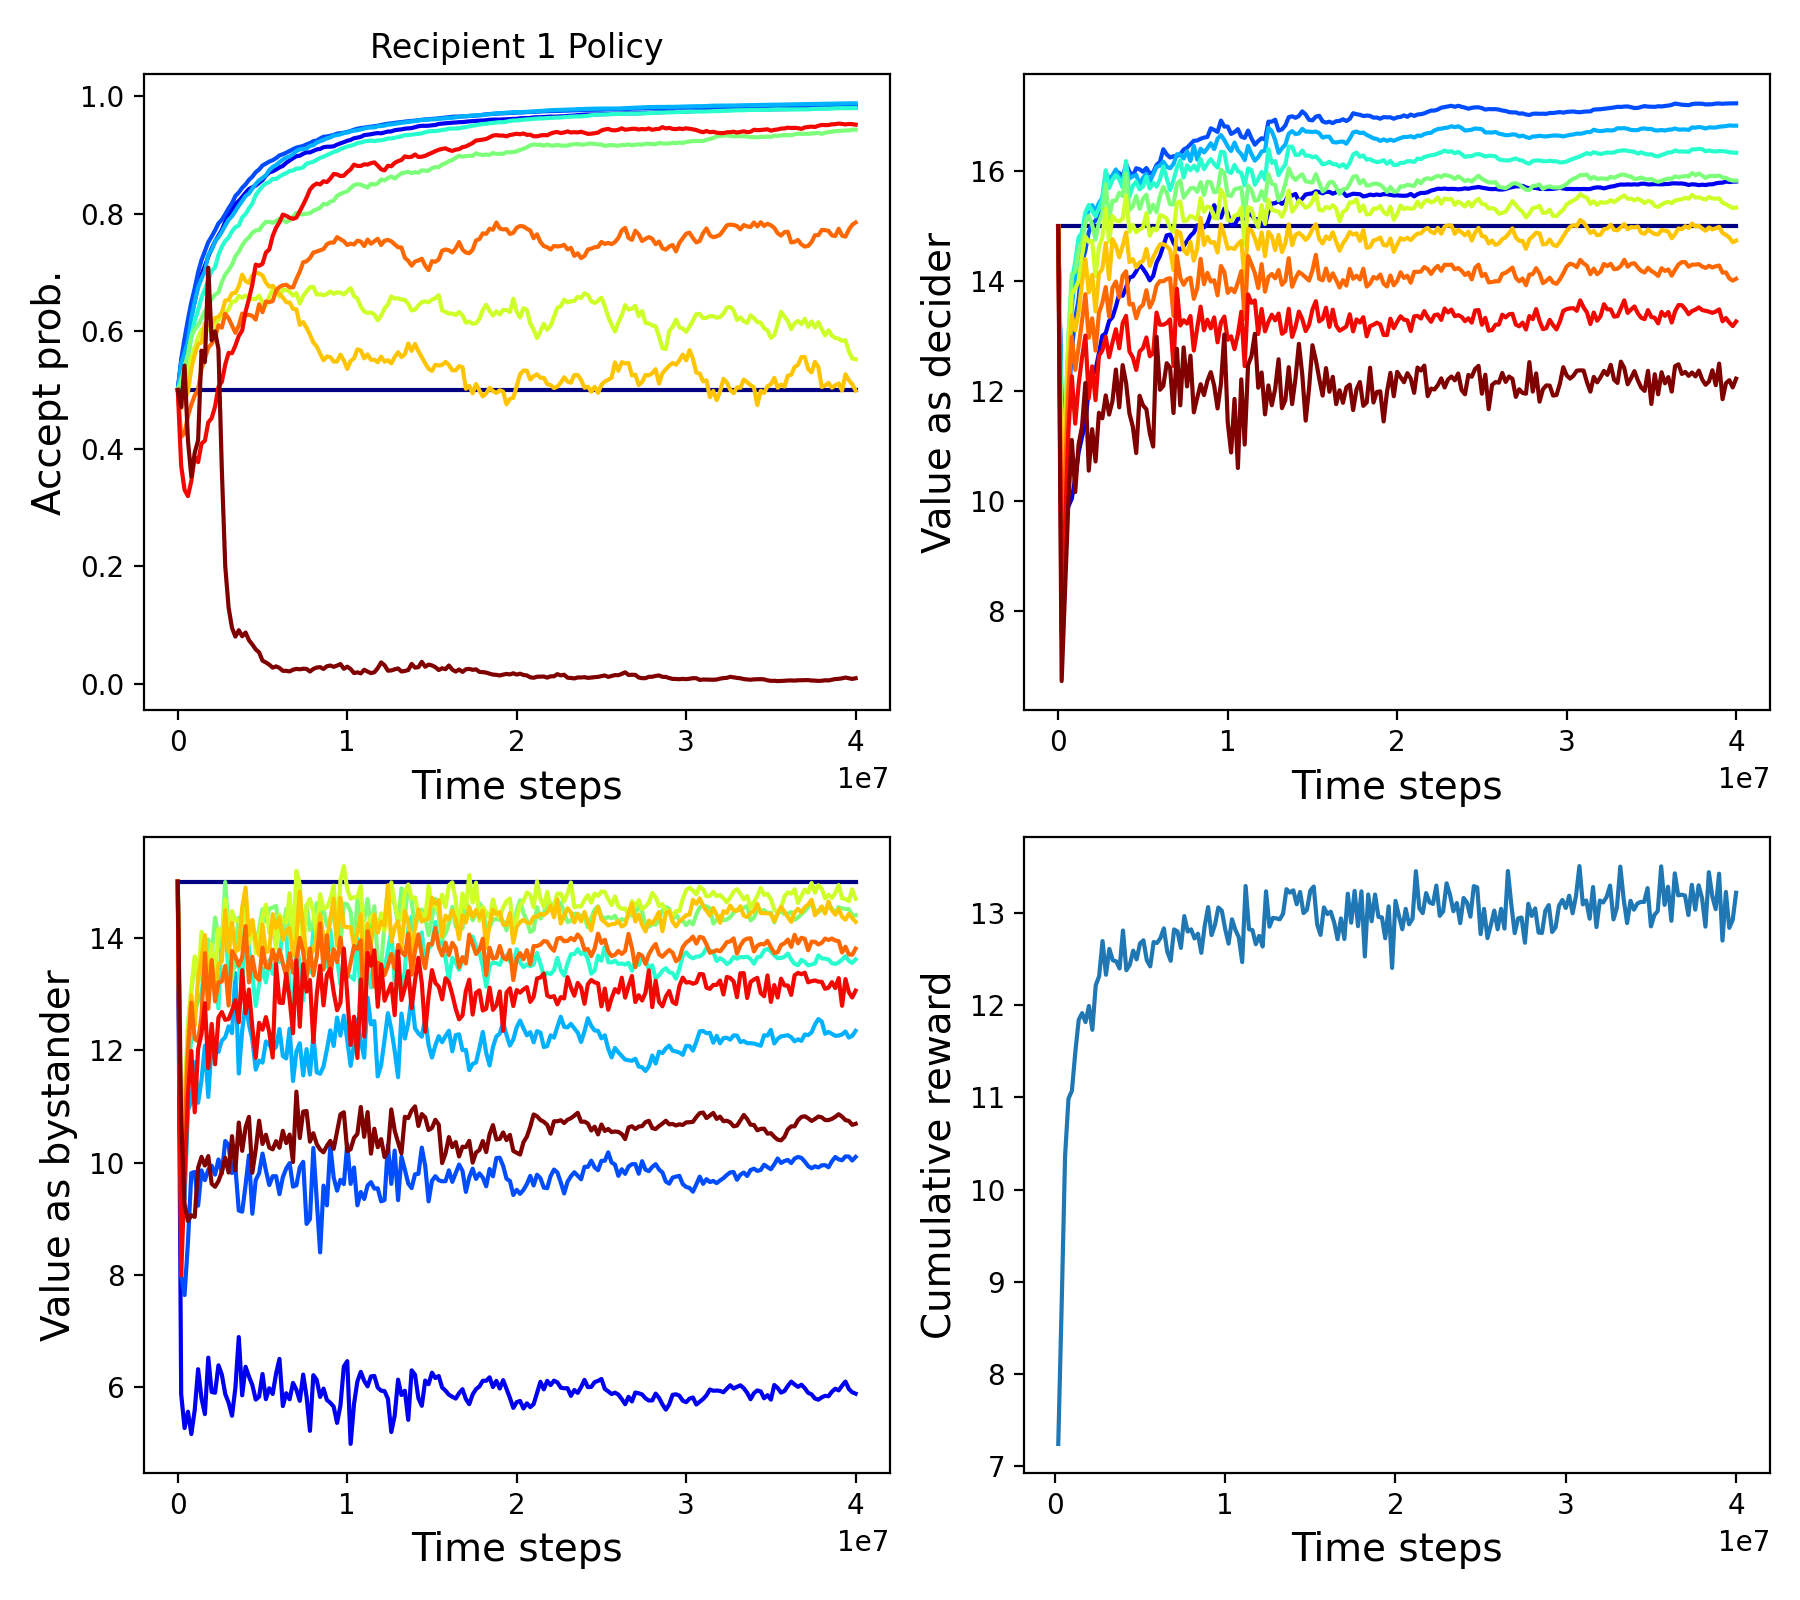 Recipient 1 Policy
Accept prob.
1.0
0.8
0.6
0.4
0.2
0.0
0 1 2 3 4
1e7
Time steps
Value as decider
16
14
12
10
8
0 1 2 3 4
1e7
Time steps
Value as bystander
14
12
10
8
6
0 1 2 3 4
1e7
Time steps
Cumulative reward
13
12
11
10
9
8
7
0 1 2 3 4
1e7
Time steps